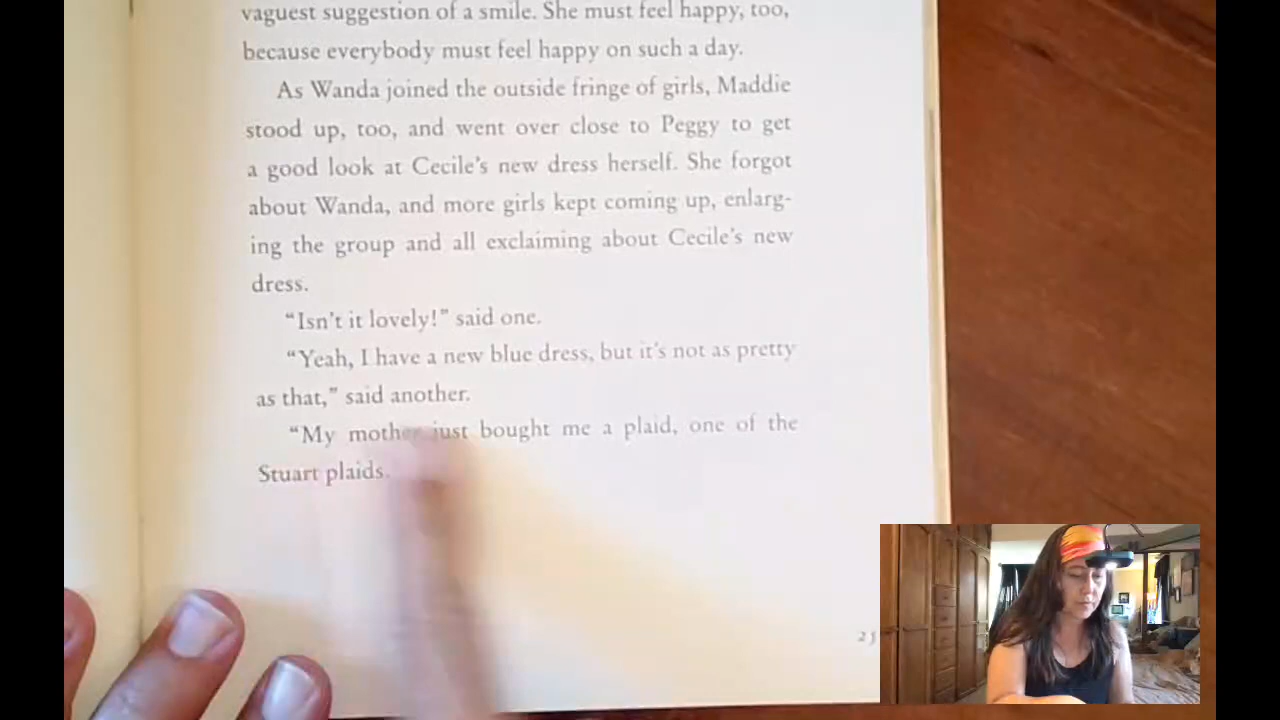 vaguest suggestion of a smile. She must feel happy, too,
because everybody must feel happy on such a day.
As Wanda joined the outside fringe of girls, Maddie
stood up, too, and went over close to Peggy to get
a good look at Cecile's new dress herself. She forgot
about Wanda, and more girls kept coming up, enlarg-
ing the group and all exclaiming about Cecile's new
dress.
"Isn't it lovely!" said one.
"Yeah, I have a new blue dress, but it's not as pretty
as that," said another.
"My mother just bought me a plaid, one of the
Stuart plaids.